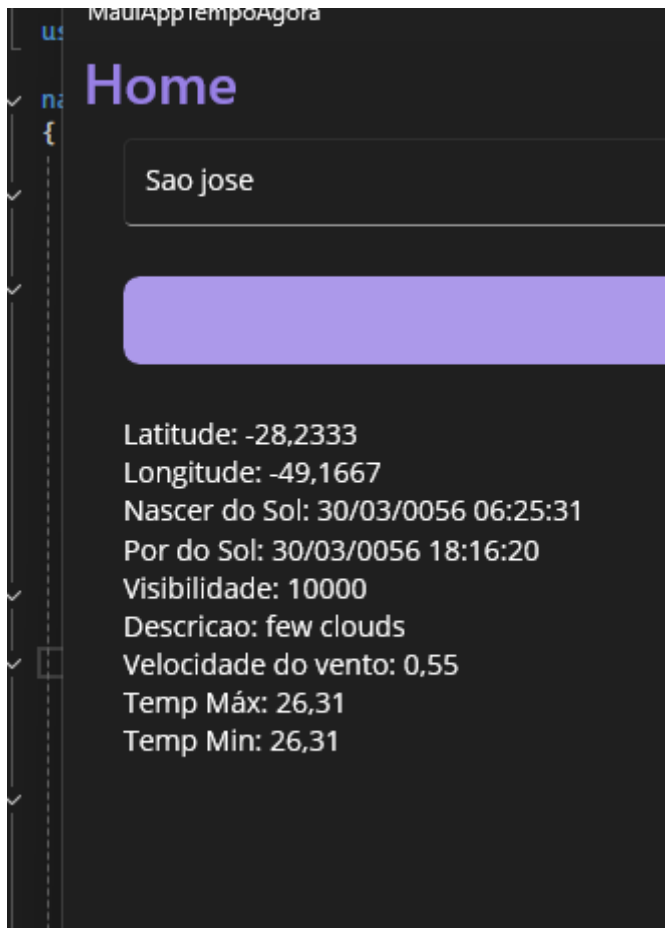 MauiAppTempoAgora
us
Home
na
{
Sao jose
Latitude: -28,2333
Longitude: -49,1667
Nascer do Sol: 30/03/0056 06:25:31
Por do Sol: 30/03/0056 18:16:20
Visibilidade: 10000
Descricao: few clouds
Velocidade do vento: 0,55
Temp Máx: 26,31
Temp Min: 26,31